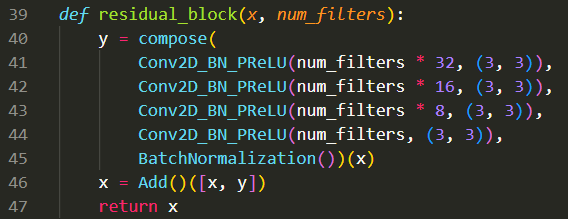 39 def residual_block(x, num_filters):
40     y = compose(
41         Conv2D_BN_PReLU(num_filters * 32, (3, 3)),
42         Conv2D_BN_PReLU(num_filters * 16, (3, 3)),
43         Conv2D_BN_PReLU(num_filters * 8, (3, 3)),
44         Conv2D_BN_PReLU(num_filters, (3, 3)),
45         BatchNormalization())(x)
46     x = Add()([x, y])
47     return x